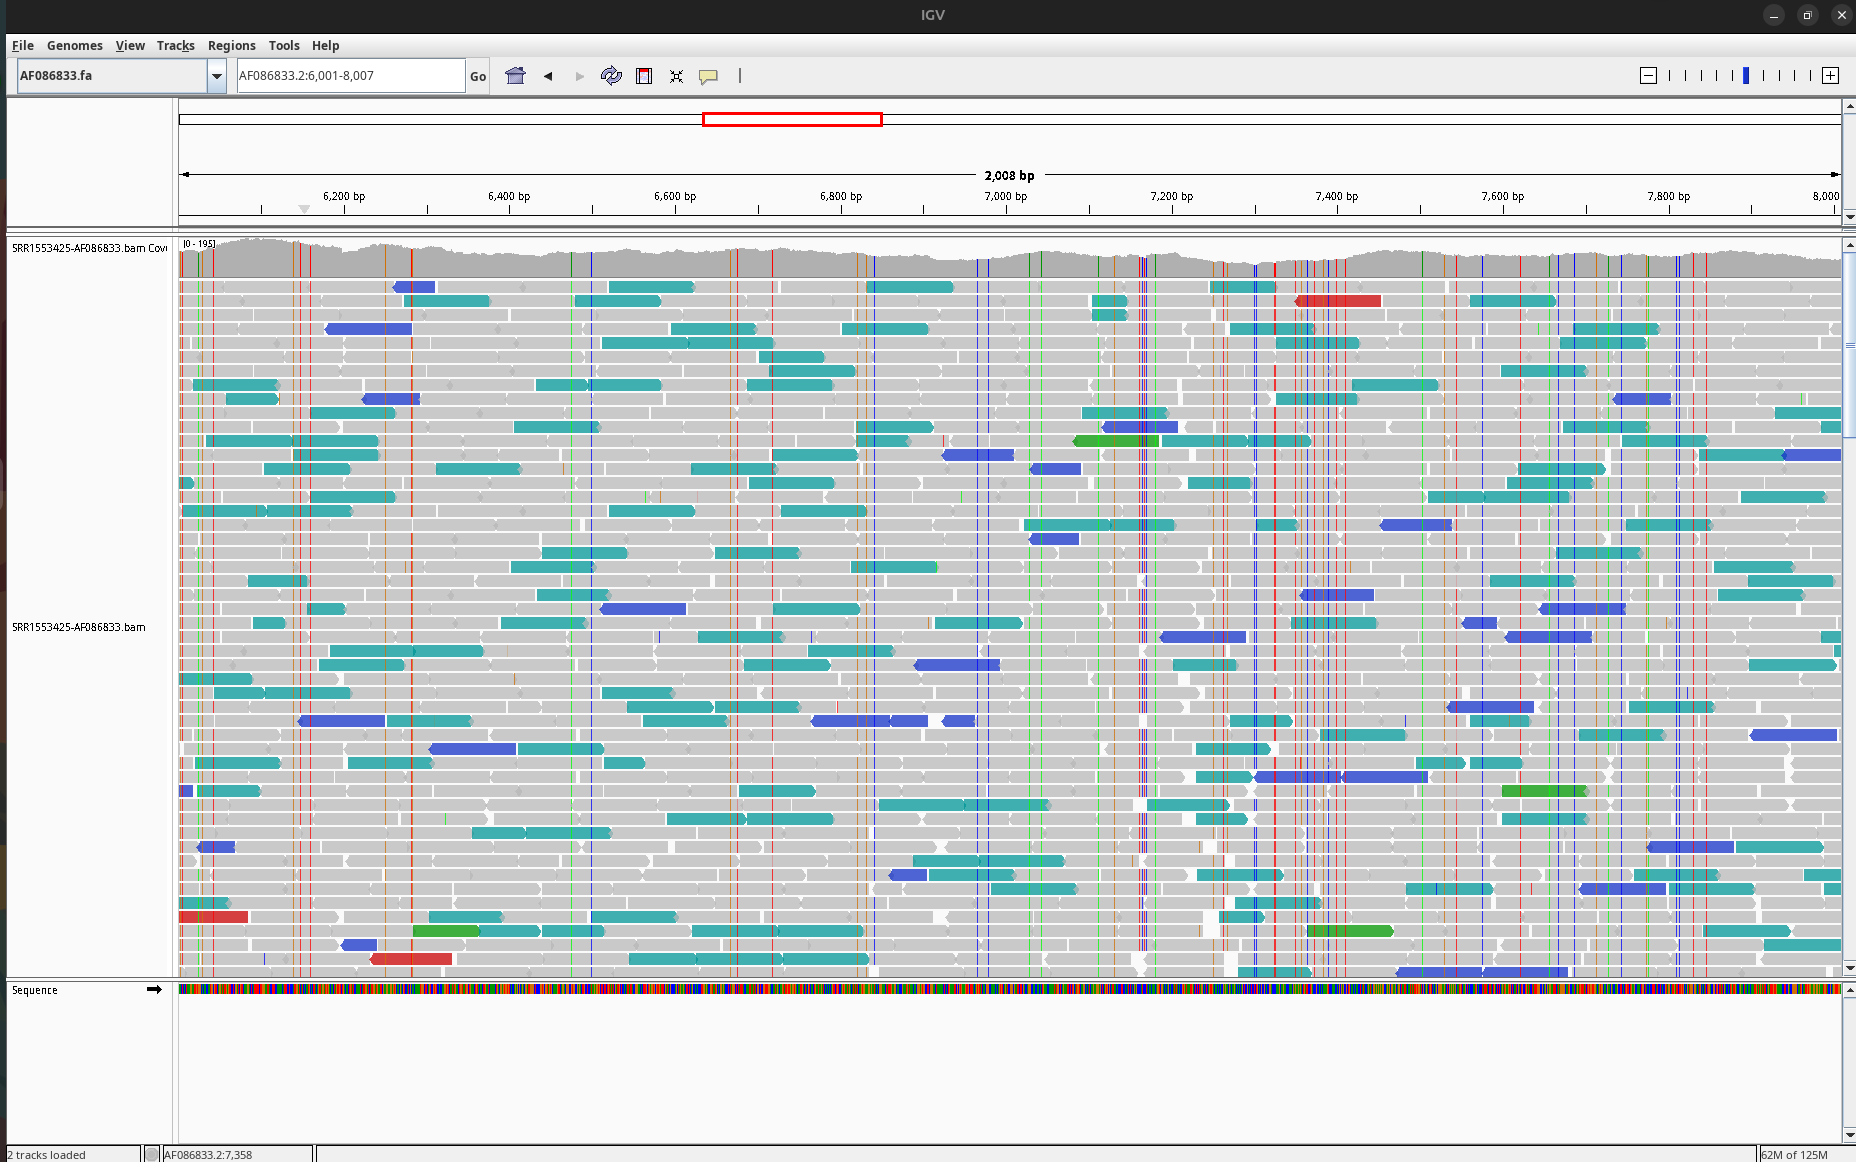 IGV
File Genomes View Tracks Regions Tools Help
AF086833.fa AF086833.2:6,001-8,007 Go
2,008 bp
6,200 bp 6,400 bp 6,600 bp 6,800 bp 7,000 bp 7,200 bp 7,400 bp 7,600 bp 7,800 bp 8,000
SRR1553425-AF086833.bam Cov
[0 - 195]
SRR1553425-AF086833.bam
Sequence
2 tracks loaded AF086833.2:7,358 62M of 125M